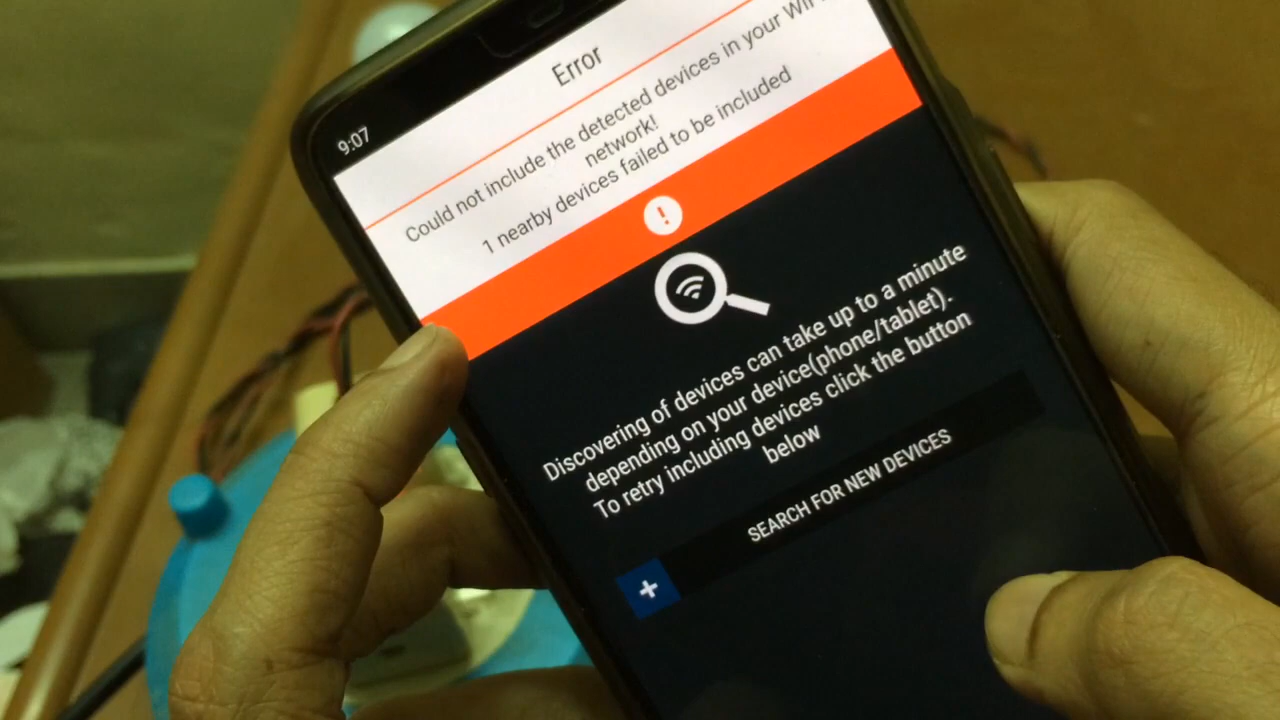 9:07
Error
Could not include the detected devices in your
network!
1 nearby devices failed to be included
!
Discovering of devices can take up to a minute
depending on your device(phone/tablet).
To retry including devices click the button
below
SEARCH FOR NEW DEVICES
+